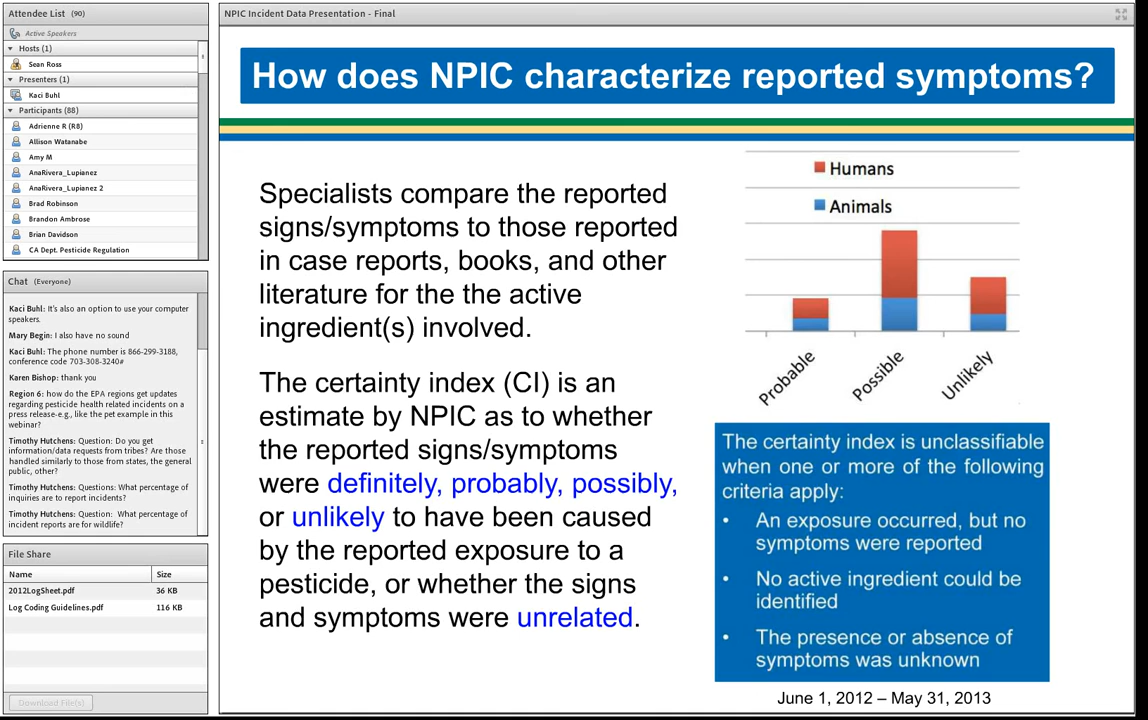 Attendee List (90)
Active Speakers
Hosts (1)
Sean Ross
Presenters (1)
Kaci Buhl
Participants (88)
Adrienne R (R8)
Allison Watanabe
Amy M
AnaRivera_Lupianez
AnaRivera_Lupianez 2
Brad Robinson
Brandon Ambrose
Brian Davidson
CA Dept. Pesticide Regulation
Chat (Everyone)
Kaci Buhl: It's also an option to use your computer
speakers.
Mary Begin: I also have no sound
Kaci Buhl: The phone number is 866-299-3188,
conference code 703-308-3240#
Karen Bishop: thank you
Region 6: how do the EPA regions get updates
regarding pesticide health related incidents on a
press release-e.g., like the pet example in this
webinar?
Timothy Hutchens: Question: Do you get
information/data requests from tribes? Are those
handled similarly to those from states, the general
public, other?
Timothy Hutchens: Questions: What percentage of
inquiries are to report incidents?
Timothy Hutchens: Question: What percentage of
incident reports are for wildlife?
File Share
Name Size
2012LogSheet.pdf 36 KB
Log Coding Guidelines.pdf 116 KB
Download File(s)
NPIC Incident Data Presentation - Final
How does NPIC characterize reported symptoms?
Specialists compare the reported
signs/symptoms to those reported
in case reports, books, and other
literature for the the active
ingredient(s) involved.
The certainty index (CI) is an
estimate by NPIC as to whether
the reported signs/symptoms
were definitely, probably, possibly,
or unlikely to have been caused
by the reported exposure to a
pesticide, or whether the signs
and symptoms were unrelated.
Humans
Animals
Probable
Possible
Unlikely
The certainty index is unclassifiable
when one or more of the following
criteria apply:
• An exposure occurred, but no
symptoms were reported
• No active ingredient could be
identified
• The presence or absence of
symptoms was unknown
June 1, 2012 – May 31, 2013